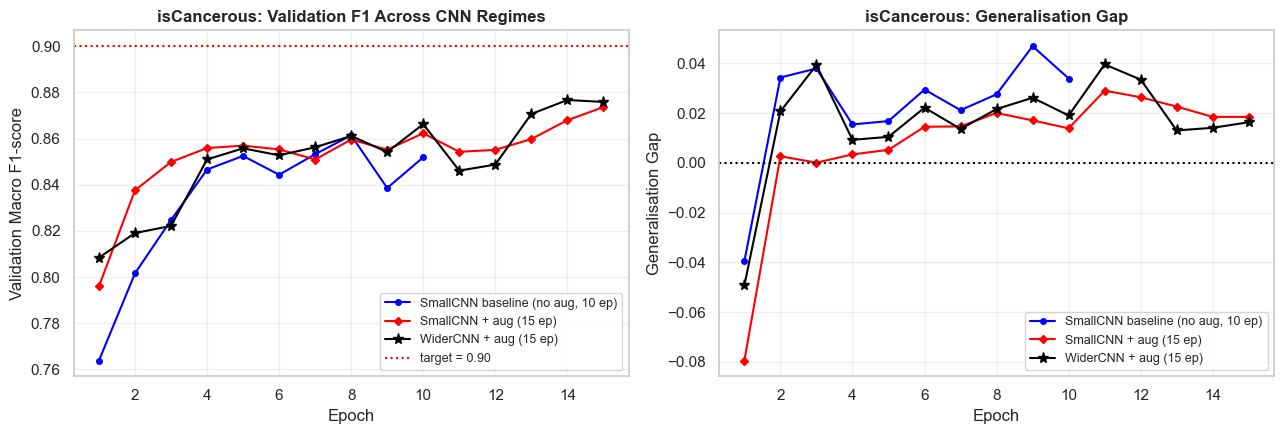 isCancerous: Validation F1 Across CNN Regimes
Validation Macro F1-score
0.90
0.88
0.86
0.84
0.82
0.80
0.78
0.76
SmallCNN baseline (no aug, 10 ep)
SmallCNN + aug (15 ep)
WiderCNN + aug (15 ep)
target = 0.90
2 4 6 8 10 12 14
Epoch
isCancerous: Generalisation Gap
Generalisation Gap
0.04
0.02
0.00
−0.02
−0.04
−0.06
−0.08
SmallCNN baseline (no aug, 10 ep)
SmallCNN + aug (15 ep)
WiderCNN + aug (15 ep)
2 4 6 8 10 12 14
Epoch